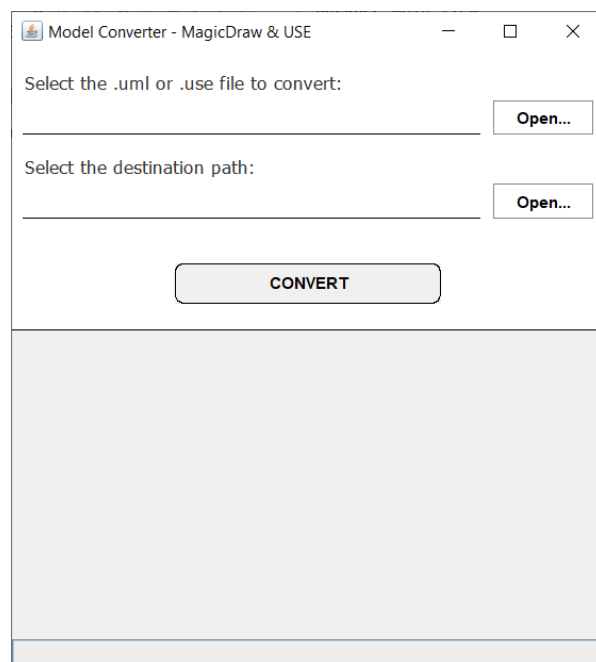 Model Converter - MagicDraw & USE
Select the .uml or .use file to convert:
Open...
Select the destination path:
Open...
CONVERT